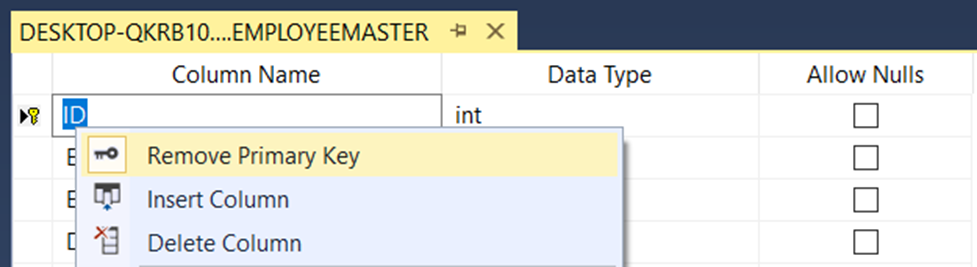 DESKTOP-QKRB10....EMPLOYEEMASTER
Column Name Data Type Allow Nulls
ID int
Remove Primary Key
Insert Column
Delete Column